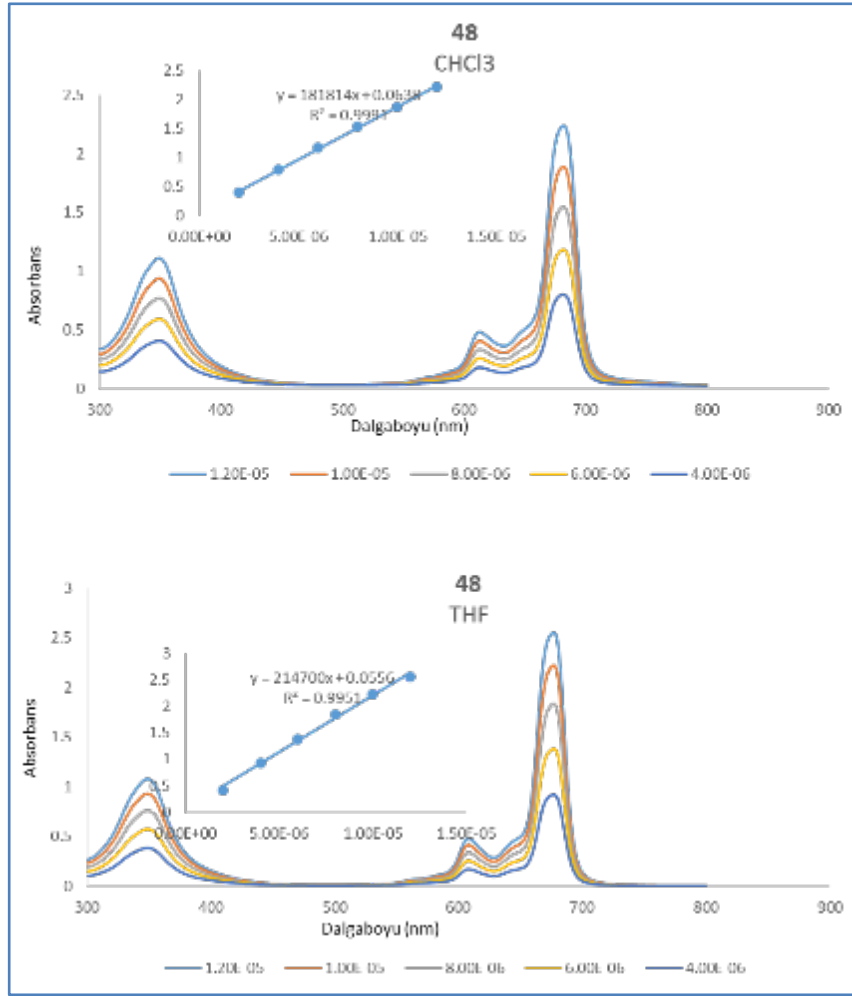 48
CHCl3
2.5
2
1.5
1
0.5
0
300 400 500 600 700 800 900
Absorbans
Dalgaboyu (nm)
2.5
2
1.5
1
0.5
0
0.00E+00 5.00E-06 1.00E-05 1.50E-05
y = 181814x + 0.0638
R² = 0.9991
1.20E-05 1.00E-05 8.00E-06 6.00E-06 4.00E-06
48
THF
3
2.5
2
1.5
1
0.5
0
300 400 500 600 700 800 900
Absorbans
Dalgaboyu (nm)
3
2.5
2
1.5
1
0.5
0
0.00E+00 5.00E-06 1.00E-05 1.50E-05
y = 214700x + 0.0556
R² = 0.9951
1.20E-05 1.00E-05 8.00E-06 6.00E-06 4.00E-06